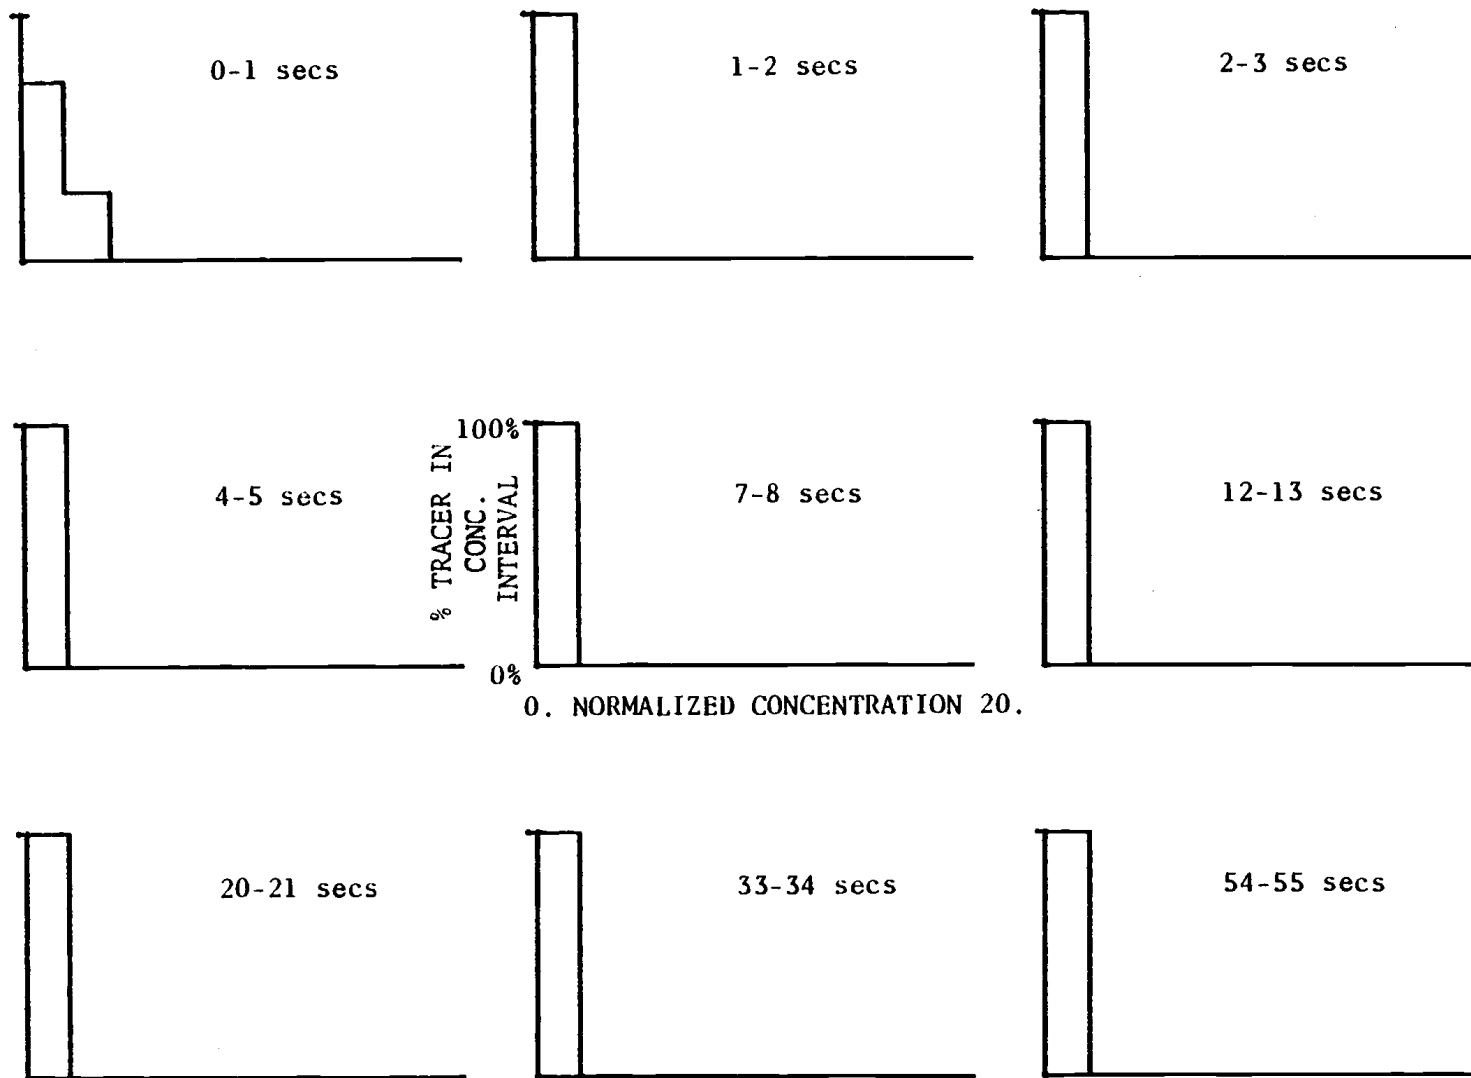 0-1 secs
1-2 secs
2-3 secs
4-5 secs
100%
% TRACER IN
CONC.
INTERVAL
0%
7-8 secs
12-13 secs
0. NORMALIZED CONCENTRATION 20.
20-21 secs
33-34 secs
54-55 secs